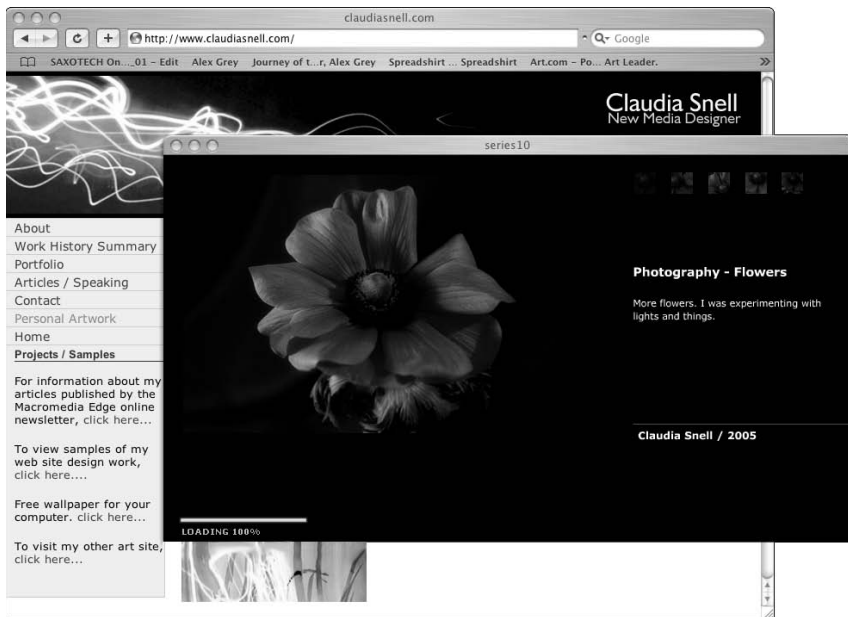 claudiasnell.com
http://www.claudiasnell.com/
Google
SAXOTECH On..._01 – Edit Alex Grey Journey of t...r, Alex Grey Spreadshirt ... Spreadshirt Art.com – Po... Art Leader.
Claudia Snell
New Media Designer
series10
About
Work History Summary
Portfolio
Articles / Speaking
Contact
Personal Artwork
Home
Projects / Samples
For information about my
articles published by the
Macromedia Edge online
newsletter, click here...
To view samples of my
web site design work,
click here....
Free wallpaper for your
computer. click here...
To visit my other art site,
click here...
Photography - Flowers
More flowers. I was experimenting with
lights and things.
Claudia Snell / 2005
LOADING 100%